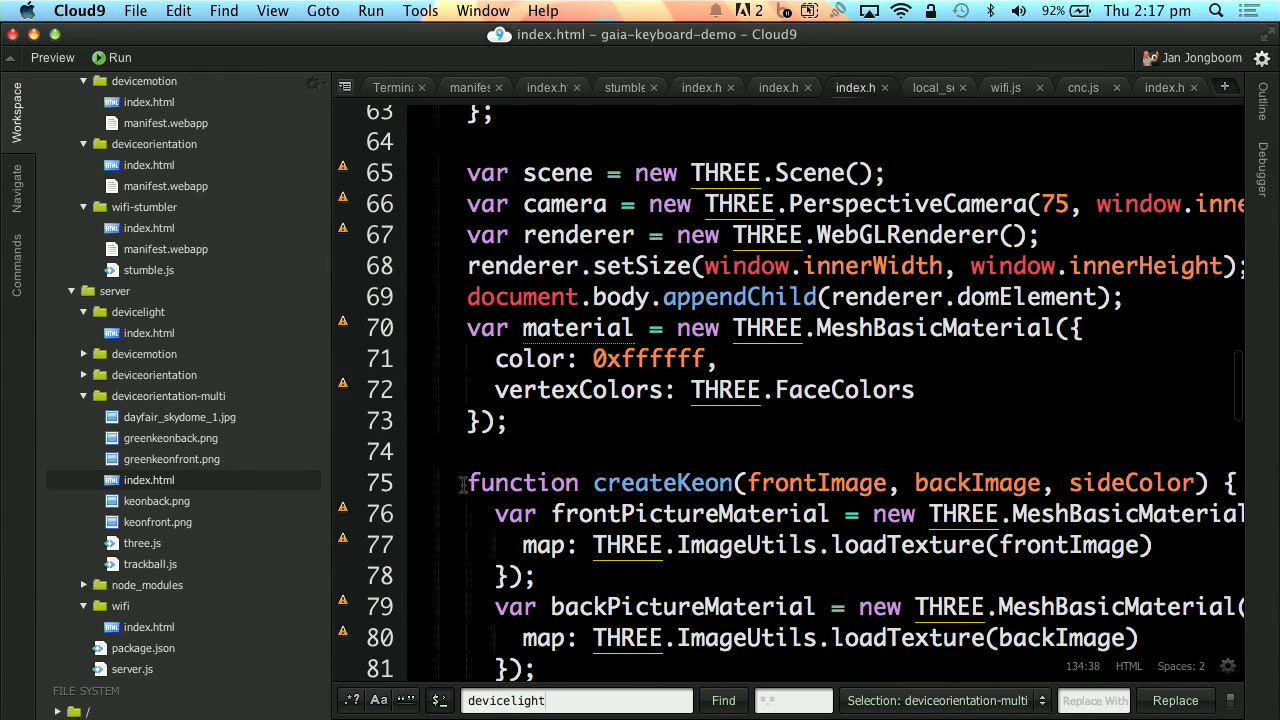 Cloud9 File Edit Find View Goto Run Tools Window Help 2 92% Thu 2:17 pm
index.html – gaia-keyboard-demo – Cloud9
Preview Run Jan Jongboom
Workspace
Navigate
Commands
devicemotion
index.html
manifest.webapp
deviceorientation
index.html
manifest.webapp
wifi-stumbler
index.html
manifest.webapp
stumble.js
server
devicelight
index.html
devicemotion
deviceorientation
deviceorientation-multi
dayfair_skydome_1.jpg
greenkeonback.png
greenkeonfront.png
index.html
keonback.png
keonfront.png
three.js
trackball.js
node_modules
wifi
index.html
package.json
server.js
FILE SYSTEM
/
Termina manifes index.h stumble index.h index.h index.h local_se wifi.js cnc.js index.h
63 };
64
65 var scene = new THREE.Scene();
66 var camera = new THREE.PerspectiveCamera(75, window.inne
67 var renderer = new THREE.WebGLRenderer();
68 renderer.setSize(window.innerWidth, window.innerHeight);
69 document.body.appendChild(renderer.domElement);
70 var material = new THREE.MeshBasicMaterial({
71 color: 0xffffff,
72 vertexColors: THREE.FaceColors
73 });
74
75 function createKeon(frontImage, backImage, sideColor) {
76 var frontPictureMaterial = new THREE.MeshBasicMaterial
77 map: THREE.ImageUtils.loadTexture(frontImage)
78 });
79 var backPictureMaterial = new THREE.MeshBasicMaterial(
80 map: THREE.ImageUtils.loadTexture(backImage)
81 });
134:38 HTML Spaces: 2
Outline
Debugger
.? Aa "" $_ devicelight Find *.* Selection: deviceorientation-multi Replace With Replace